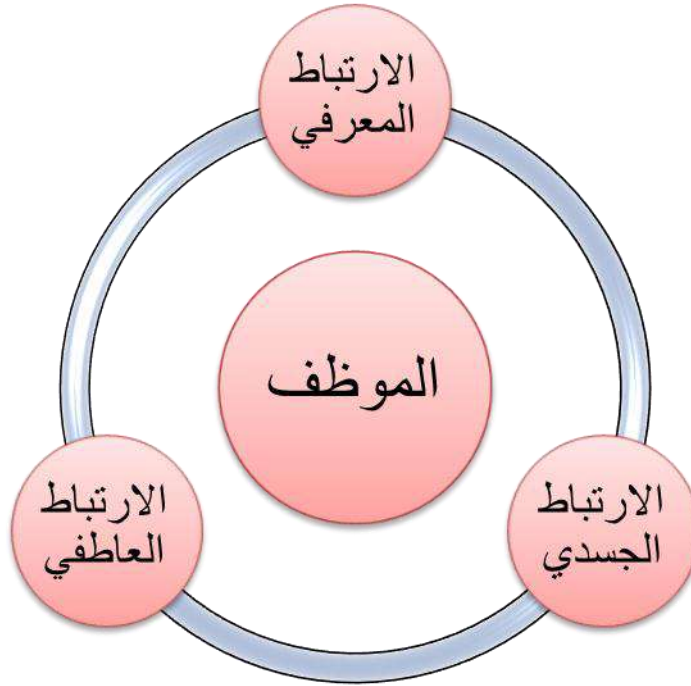 الارتباط
المعرفي
الموظف
الارتباط
الجسدي
الارتباط
العاطفي